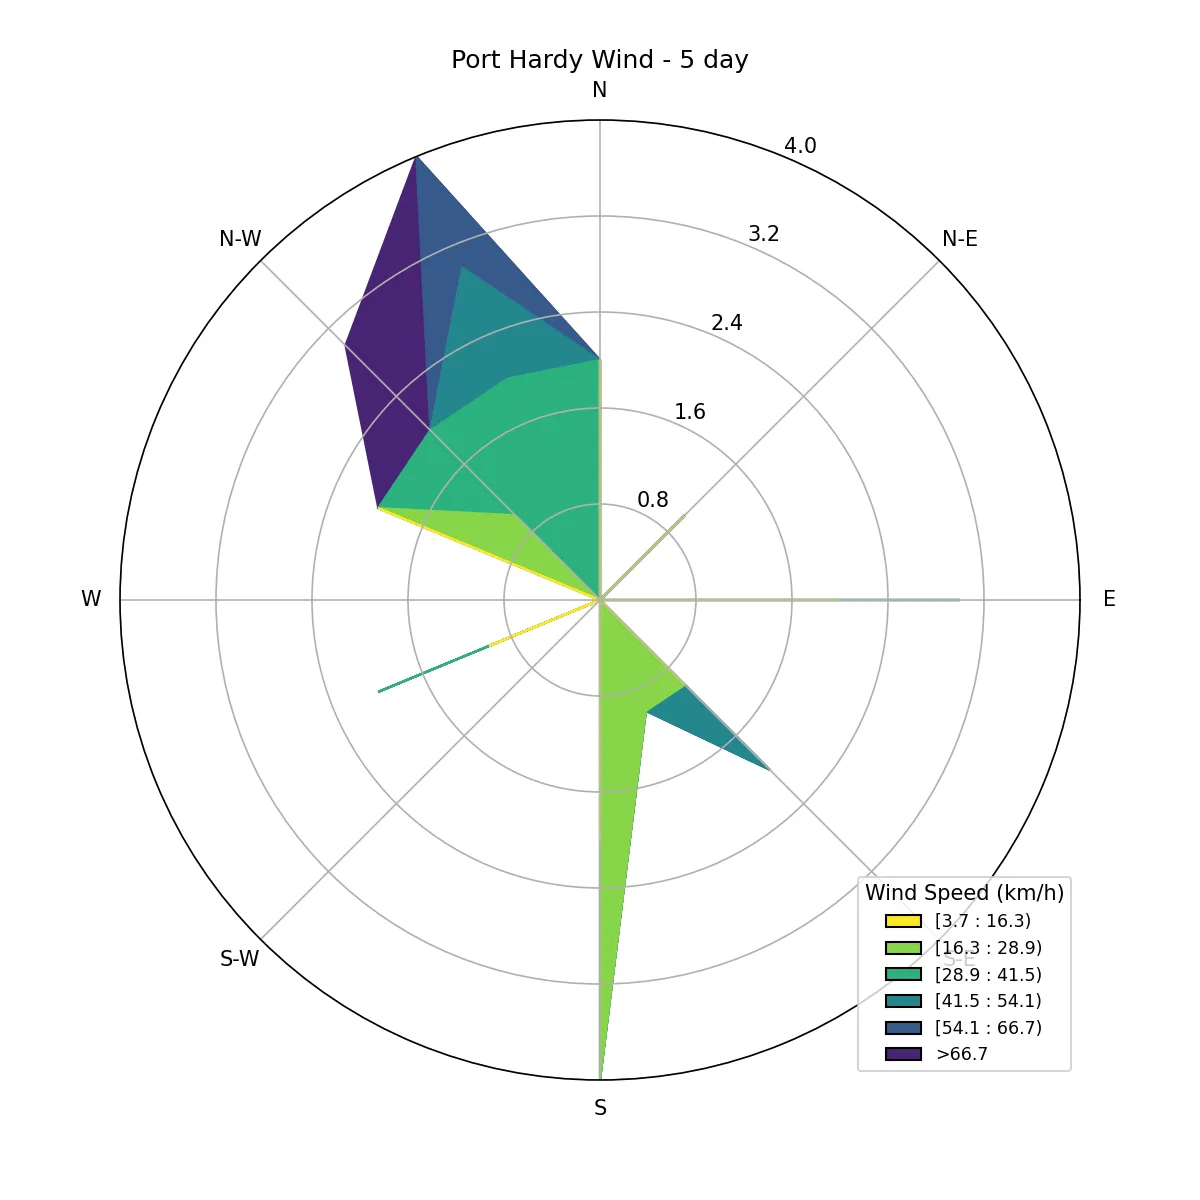 Port Hardy Wind - 5 day
N
4.0
N-W
3.2
N-E
2.4
1.6
0.8
W
E
Wind Speed (km/h)
[3.7 : 16.3)
[16.3 : 28.9)
S-W
S-E
[28.9 : 41.5)
[41.5 : 54.1)
[54.1 : 66.7)
>66.7
S